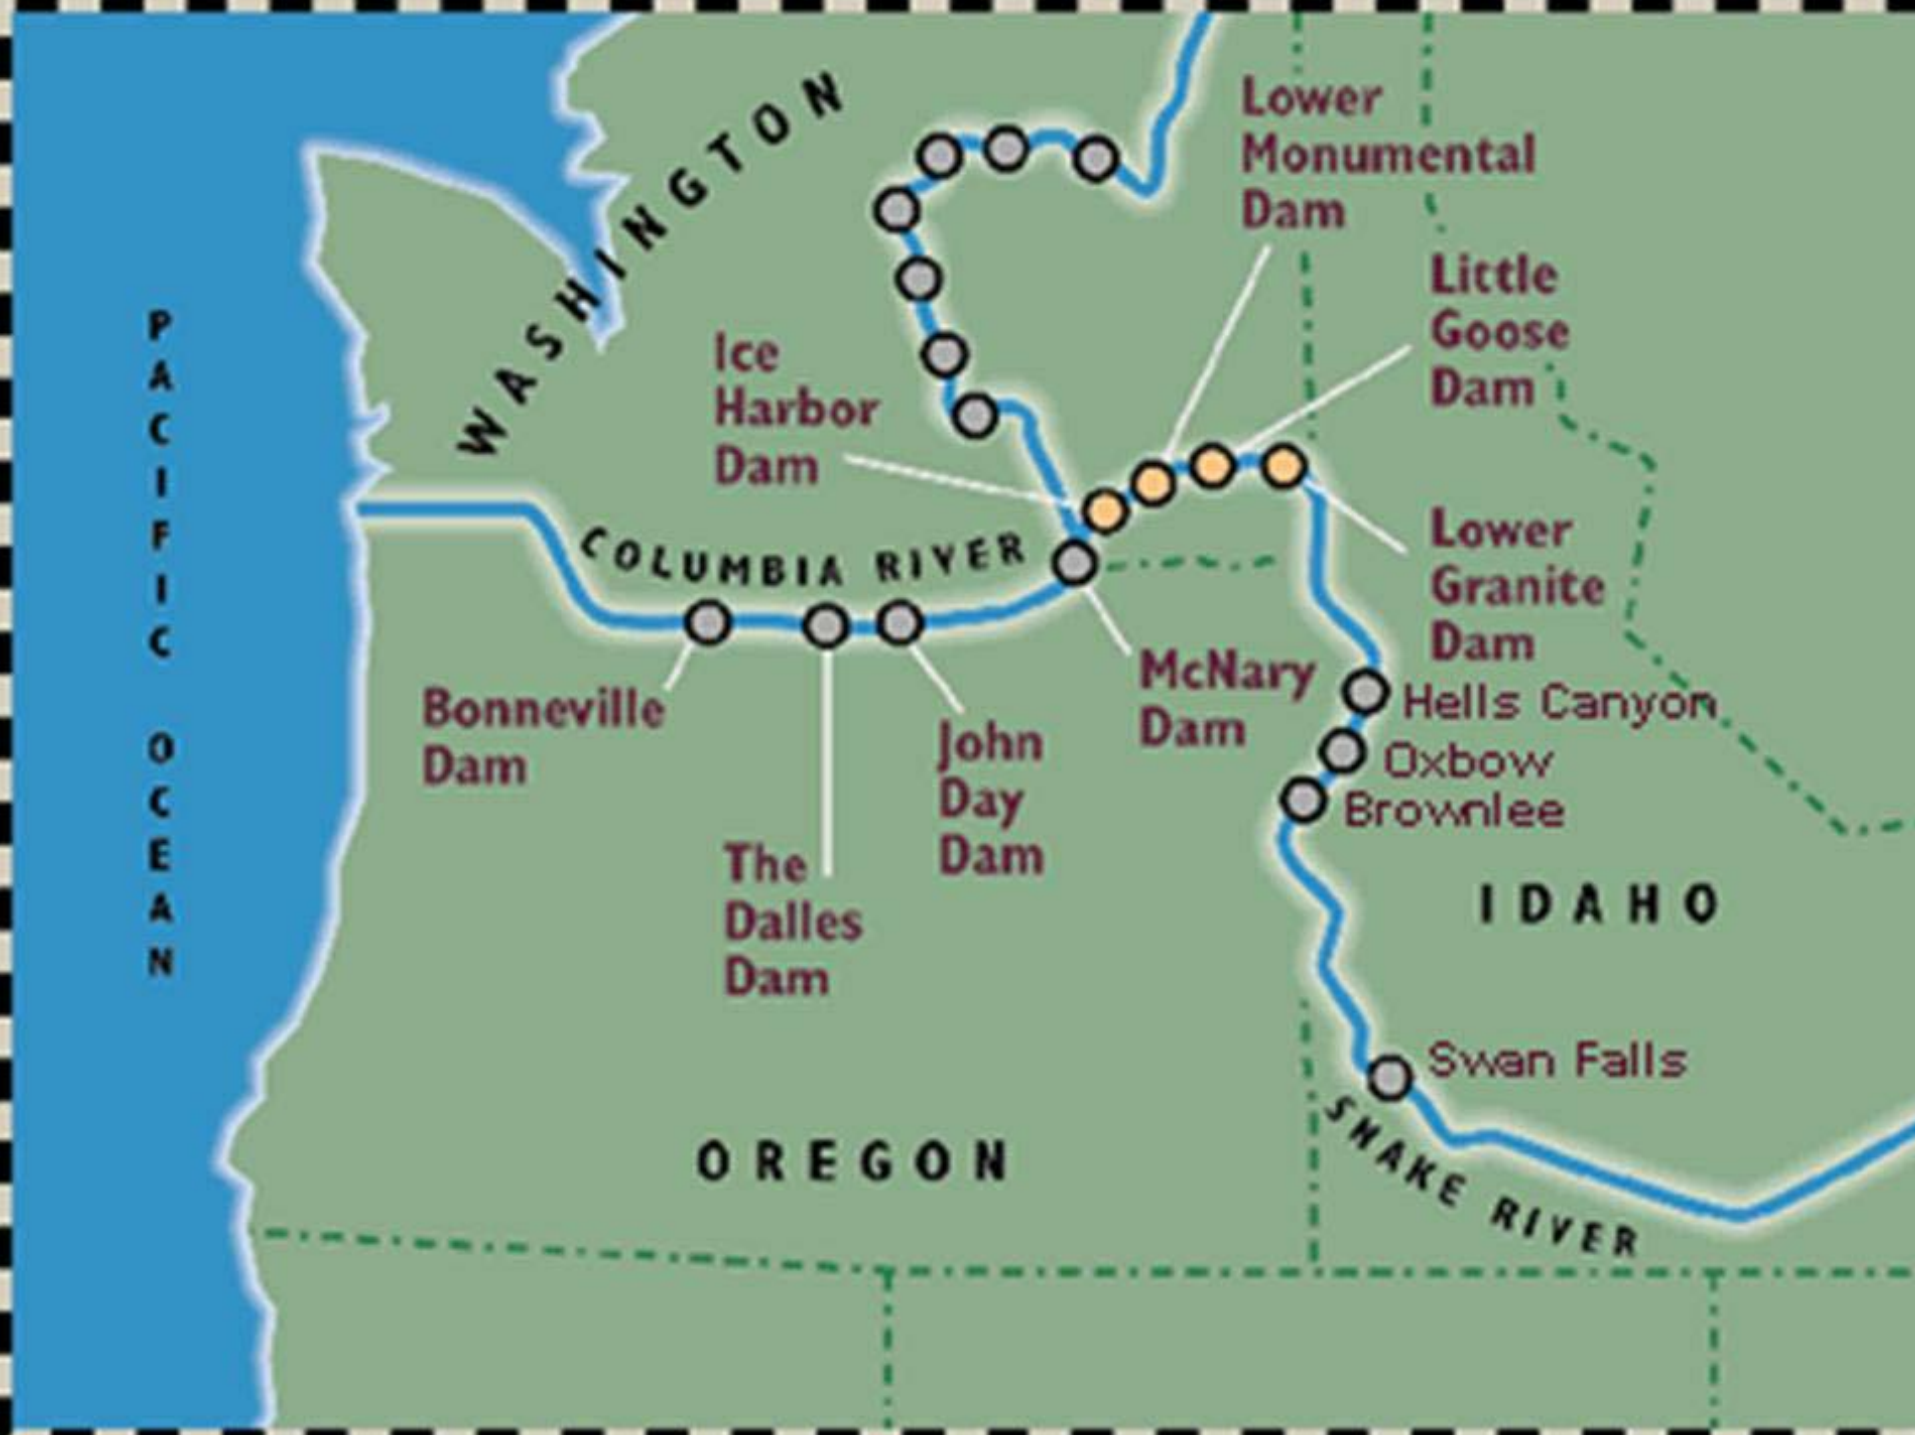 WASHINGTON
Lower
Monumental
Dam
Little
Goose
Dam
Ice
Harbor
Dam
PACIFIC OCEAN
COLUMBIA RIVER
Lower
Granite
Dam
McNary
Dam
Hells Canyon
Oxbow
Brownlee
Bonneville
Dam
John
Day
Dam
The
Dalles
Dam
IDAHO
Swan Falls
SNAKE RIVER
OREGON